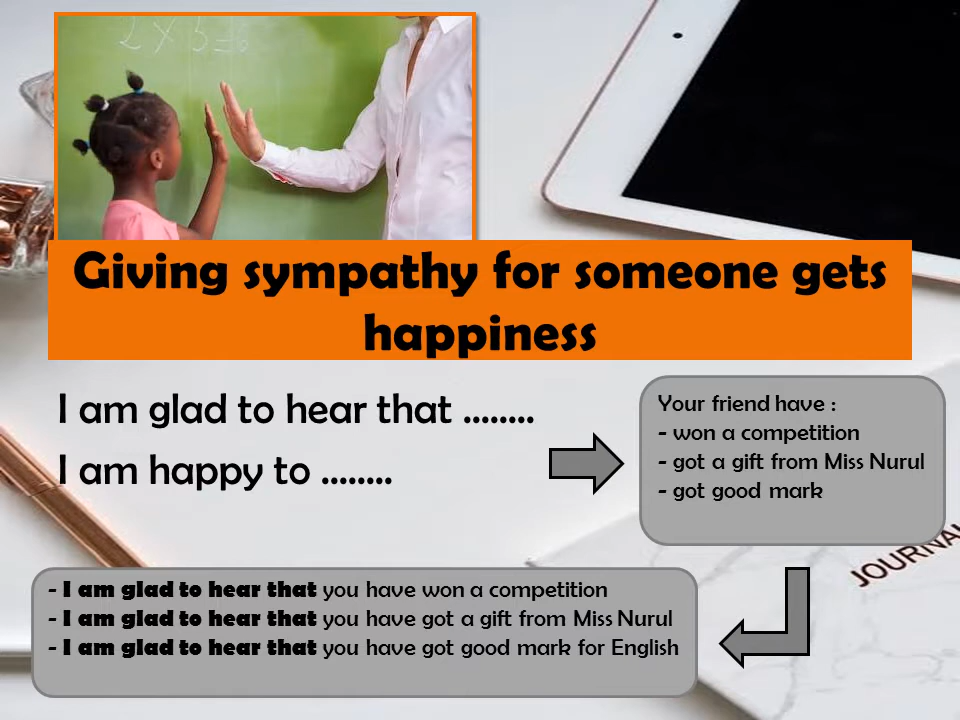 2 x 3 = 6
Giving sympathy for someone gets
happiness
I am glad to hear that ........
I am happy to ........
Your friend have :
- won a competition
- got a gift from Miss Nurul
- got good mark
- I am glad to hear that you have won a competition
- I am glad to hear that you have got a gift from Miss Nurul
- I am glad to hear that you have got good mark for English